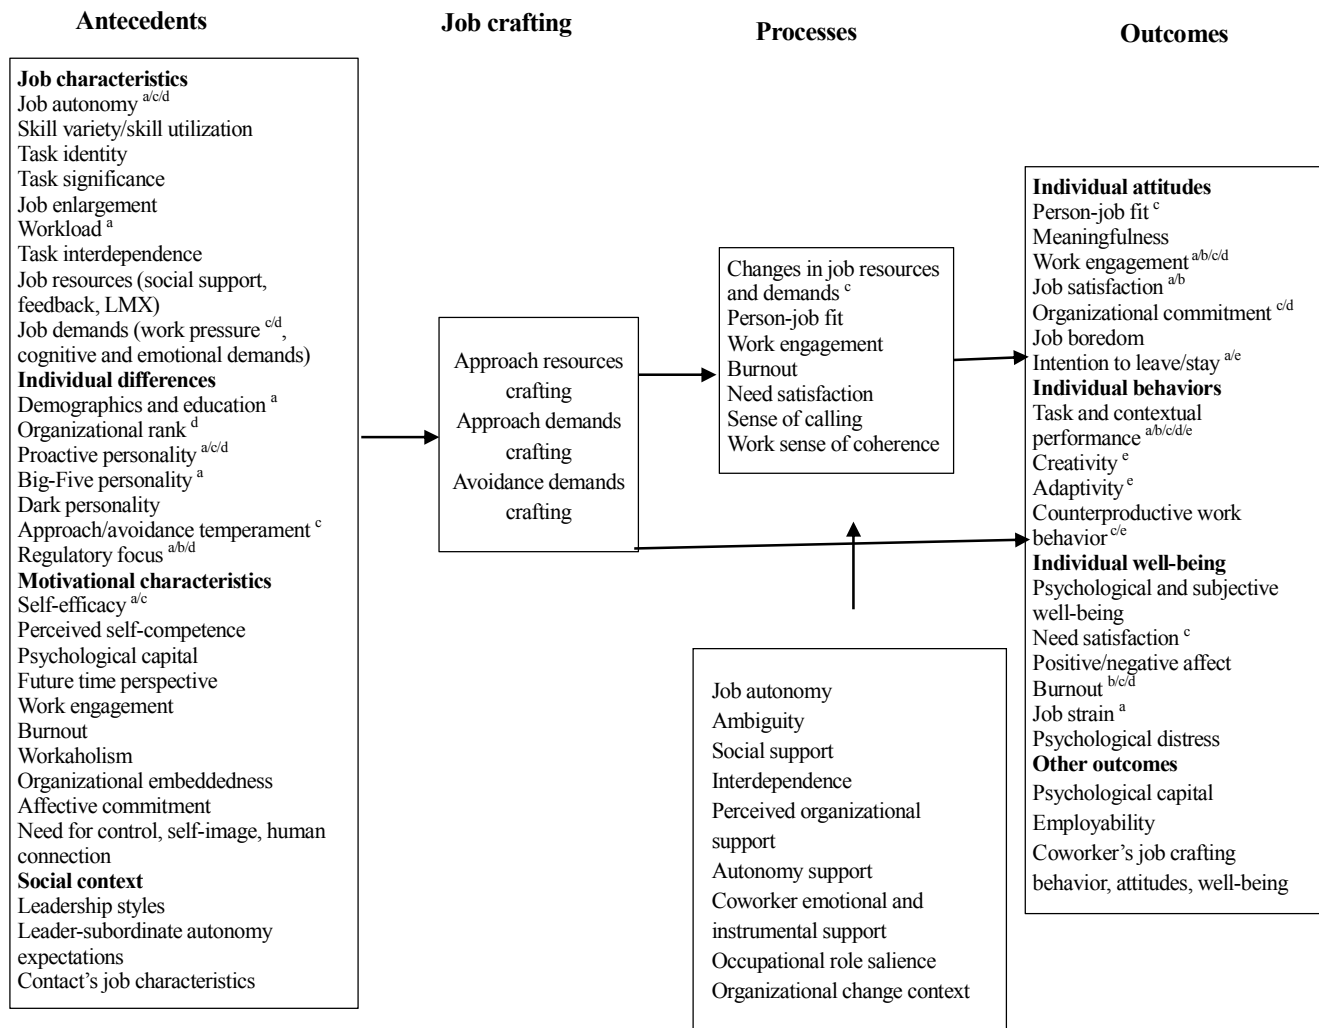 Antecedents
Job characteristics
Job autonomy a/c/d
Skill variety/skill utilization
Task identity
Task significance
Job enlargement
Workload a
Task interdependence
Job resources (social support,
feedback, LMX)
Job demands (work pressure c/d,
cognitive and emotional demands)
Individual differences
Demographics and education a
Organizational rank d
Proactive personality a/c/d
Big-Five personality a
Dark personality
Approach/avoidance temperament c
Regulatory focus a/b/d
Motivational characteristics
Self-efficacy a/c
Perceived self-competence
Psychological capital
Future time perspective
Work engagement
Burnout
Workaholism
Organizational embeddedness
Affective commitment
Need for control, self-image, human
connection
Social context
Leadership styles
Leader-subordinate autonomy
expectations
Contact's job characteristics
Job crafting
Approach resources
crafting
Approach demands
crafting
Avoidance demands
crafting
Processes
Changes in job resources
and demands c
Person-job fit
Work engagement
Burnout
Need satisfaction
Sense of calling
Work sense of coherence
Job autonomy
Ambiguity
Social support
Interdependence
Perceived organizational
support
Autonomy support
Coworker emotional and
instrumental support
Occupational role salience
Organizational change context
Outcomes
Individual attitudes
Person-job fit c
Meaningfulness
Work engagement a/b/c/d
Job satisfaction a/b
Organizational commitment c/d
Job boredom
Intention to leave/stay a/e
Individual behaviors
Task and contextual
performance a/b/c/d/e
Creativity e
Adaptivity e
Counterproductive work
behavior c/e
Individual well-being
Psychological and subjective
well-being
Need satisfaction c
Positive/negative affect
Burnout b/c/d
Job strain a
Psychological distress
Other outcomes
Psychological capital
Employability
Coworker's job crafting
behavior, attitudes, well-being